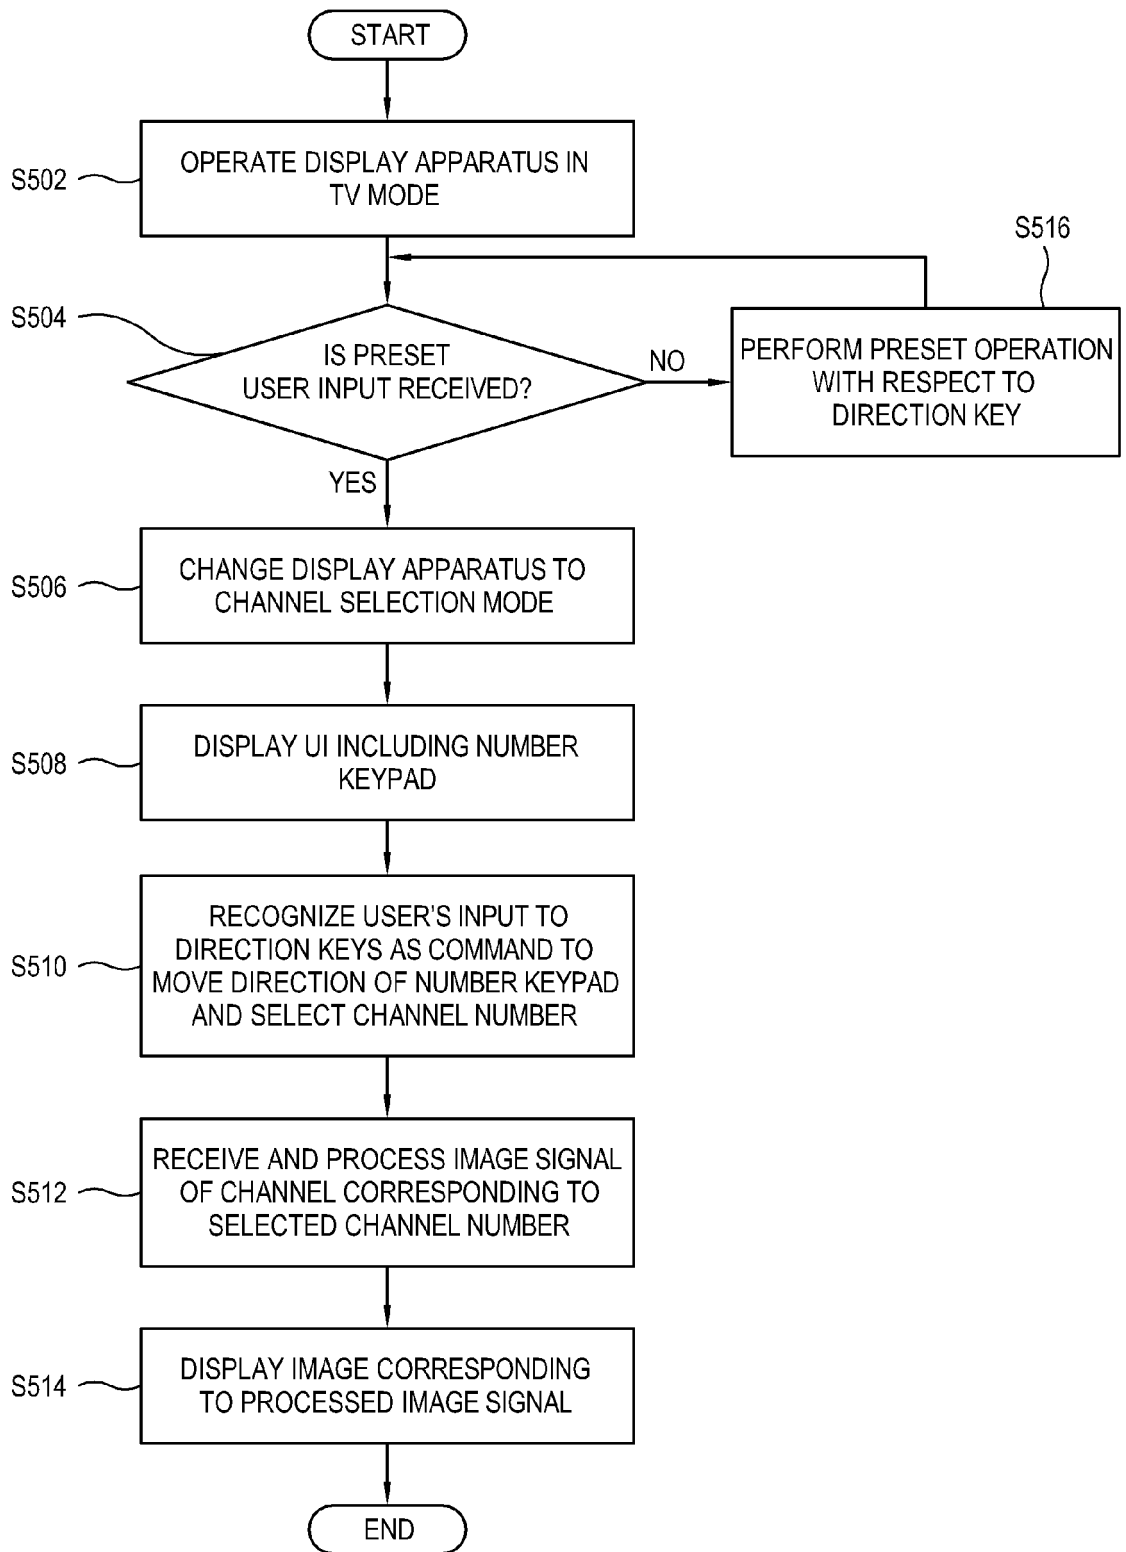 START
S502
OPERATE DISPLAY APPARATUS IN
TV MODE
S516
S504
IS PRESET
USER INPUT RECEIVED?
NO
PERFORM PRESET OPERATION
WITH RESPECT TO
DIRECTION KEY
YES
S506
CHANGE DISPLAY APPARATUS TO
CHANNEL SELECTION MODE
S508
DISPLAY UI INCLUDING NUMBER
KEYPAD
S510
RECOGNIZE USER'S INPUT TO
DIRECTION KEYS AS COMMAND TO
MOVE DIRECTION OF NUMBER KEYPAD
AND SELECT CHANNEL NUMBER
S512
RECEIVE AND PROCESS IMAGE SIGNAL
OF CHANNEL CORRESPONDING TO
SELECTED CHANNEL NUMBER
S514
DISPLAY IMAGE CORRESPONDING
TO PROCESSED IMAGE SIGNAL
END